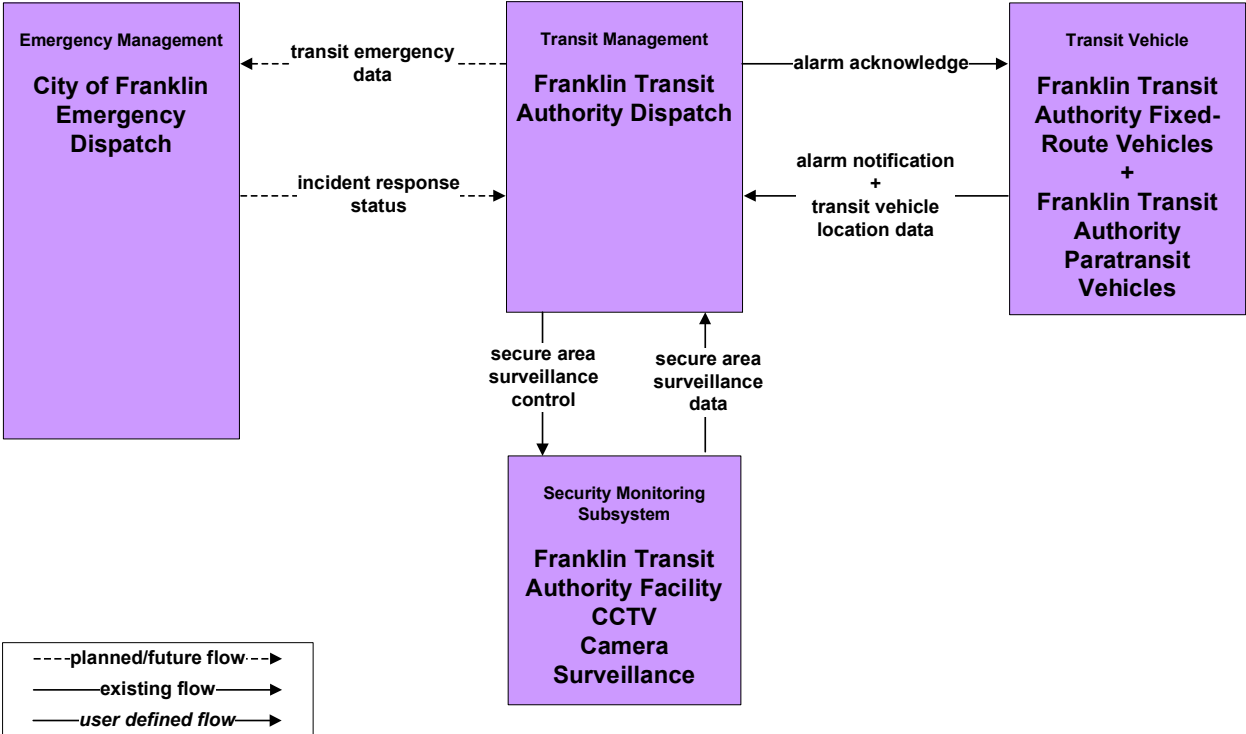 Emergency Management
City of Franklin
Emergency
Dispatch
transit emergency
data
incident response
status
Transit Management
Franklin Transit
Authority Dispatch
alarm acknowledge
alarm notification
+
transit vehicle
location data
Transit Vehicle
Franklin Transit
Authority Fixed-
Route Vehicles
+
Franklin Transit
Authority
Paratransit
Vehicles
secure area
surveillance
control
secure area
surveillance
data
Security Monitoring
Subsystem
Franklin Transit
Authority Facility
CCTV
Camera
Surveillance
planned/future flow
existing flow
user defined flow